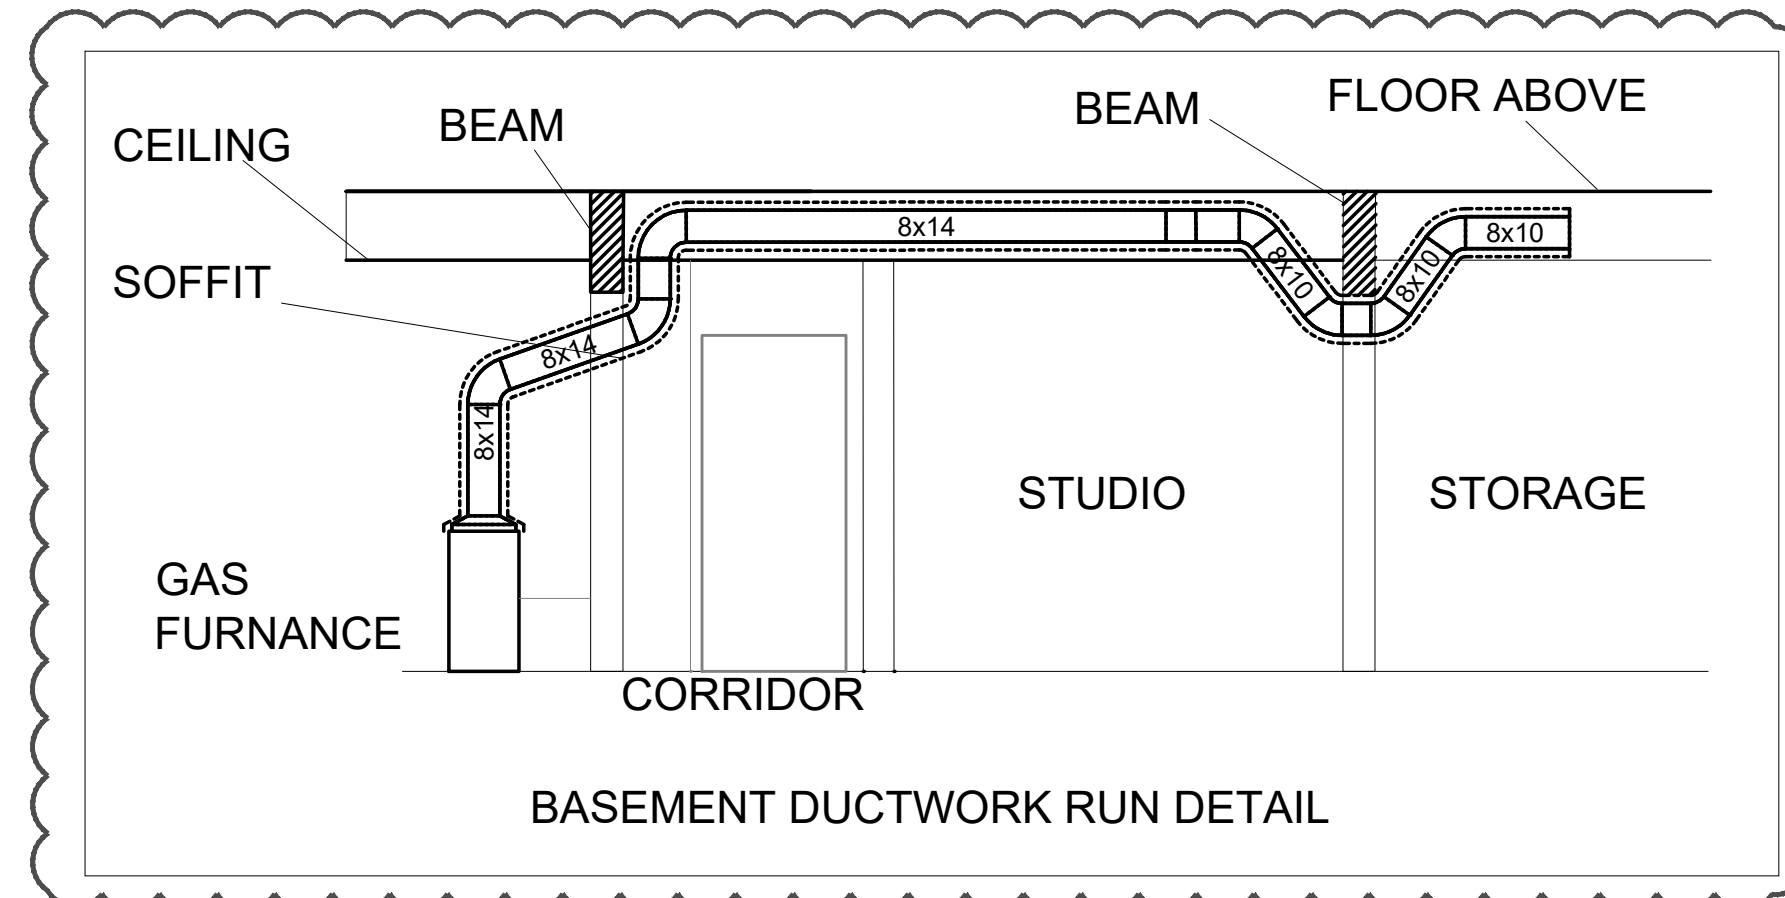 FLOOR ABOVE
BEAM
BEAM
CEILING
8x14
8x10
8x10
8x10
SOFFIT
8x14
8x14
STUDIO
STORAGE
GAS
FURNANCE
CORRIDOR
BASEMENT DUCTWORK RUN DETAIL